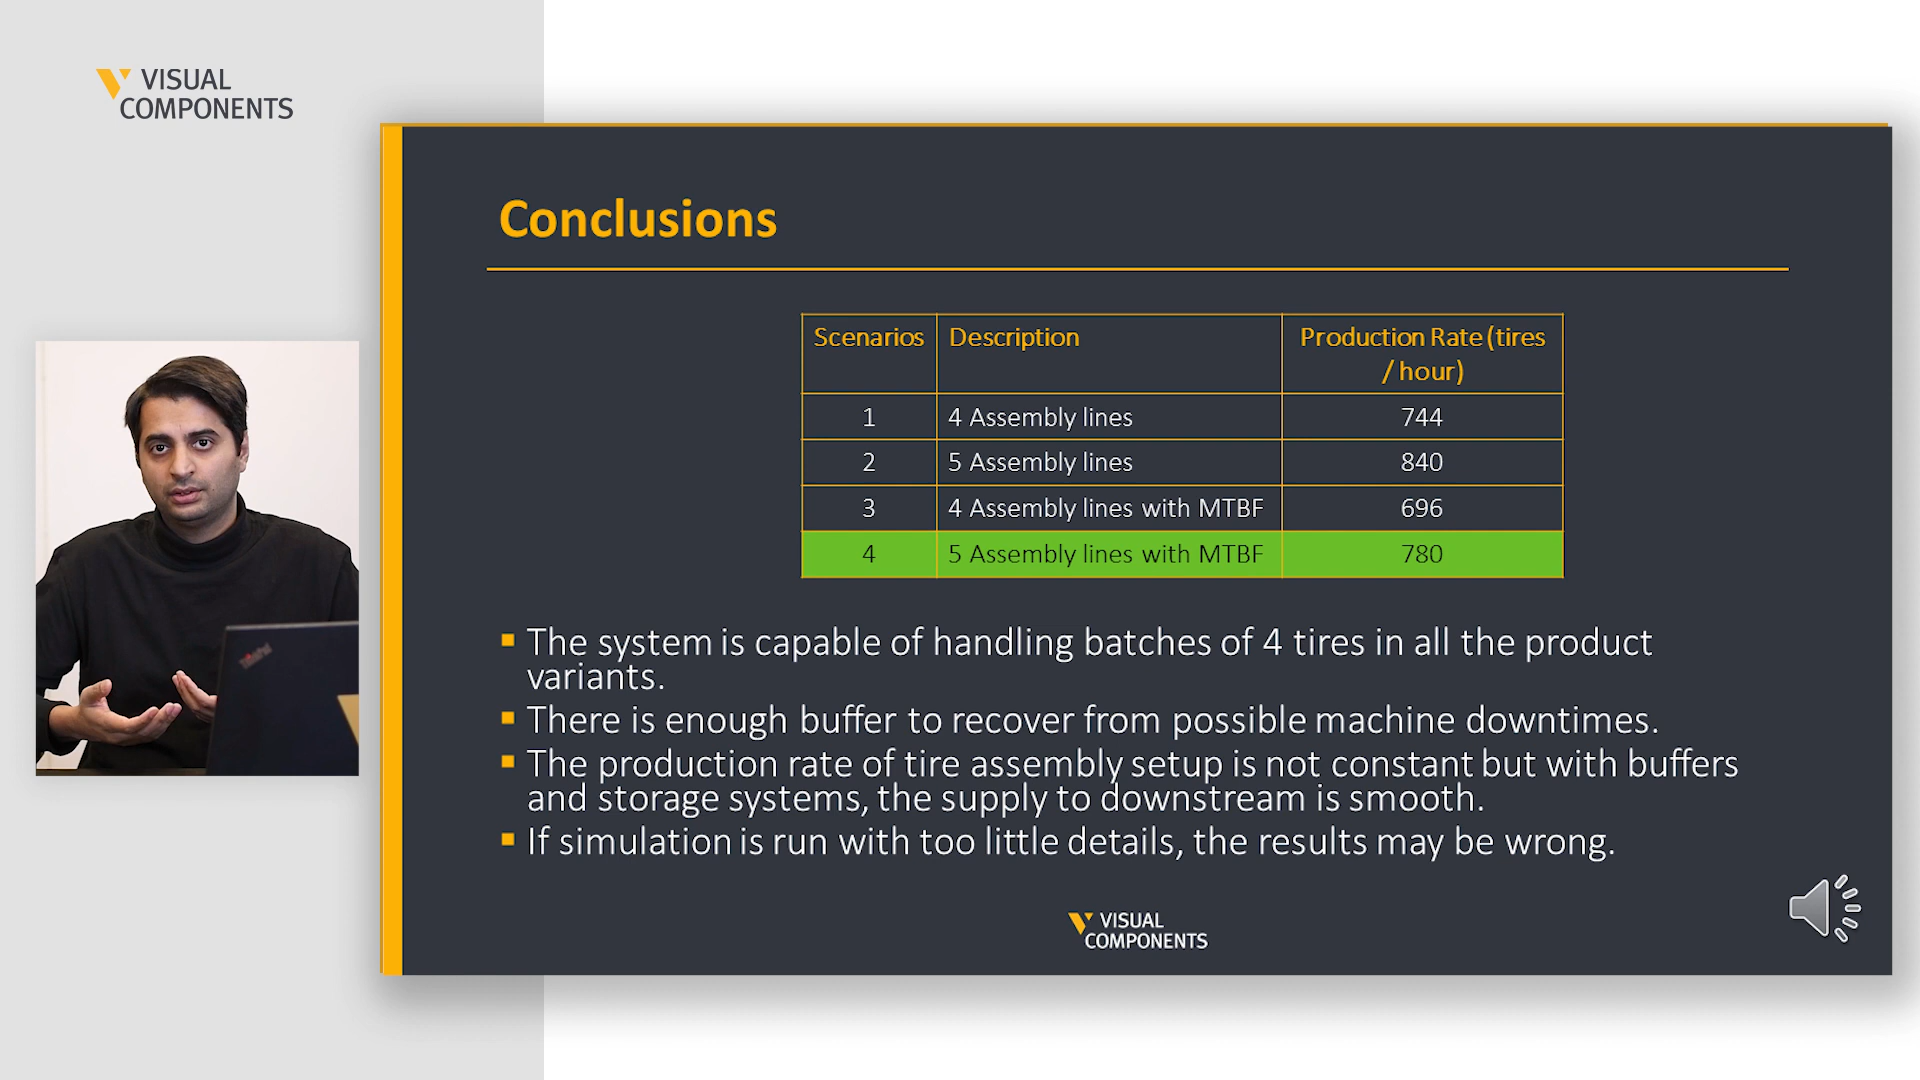 VISUAL
COMPONENTS
Conclusions
Scenarios Description Production Rate (tires
/ hour)
1 4 Assembly lines 744
2 5 Assembly lines 840
3 4 Assembly lines with MTBF 696
4 5 Assembly lines with MTBF 780
The system is capable of handling batches of 4 tires in all the product
variants.
There is enough buffer to recover from possible machine downtimes.
The production rate of tire assembly setup is not constant but with buffers
and storage systems, the supply to downstream is smooth.
If simulation is run with too little details, the results may be wrong.
VISUAL
COMPONENTS
ThinkPad